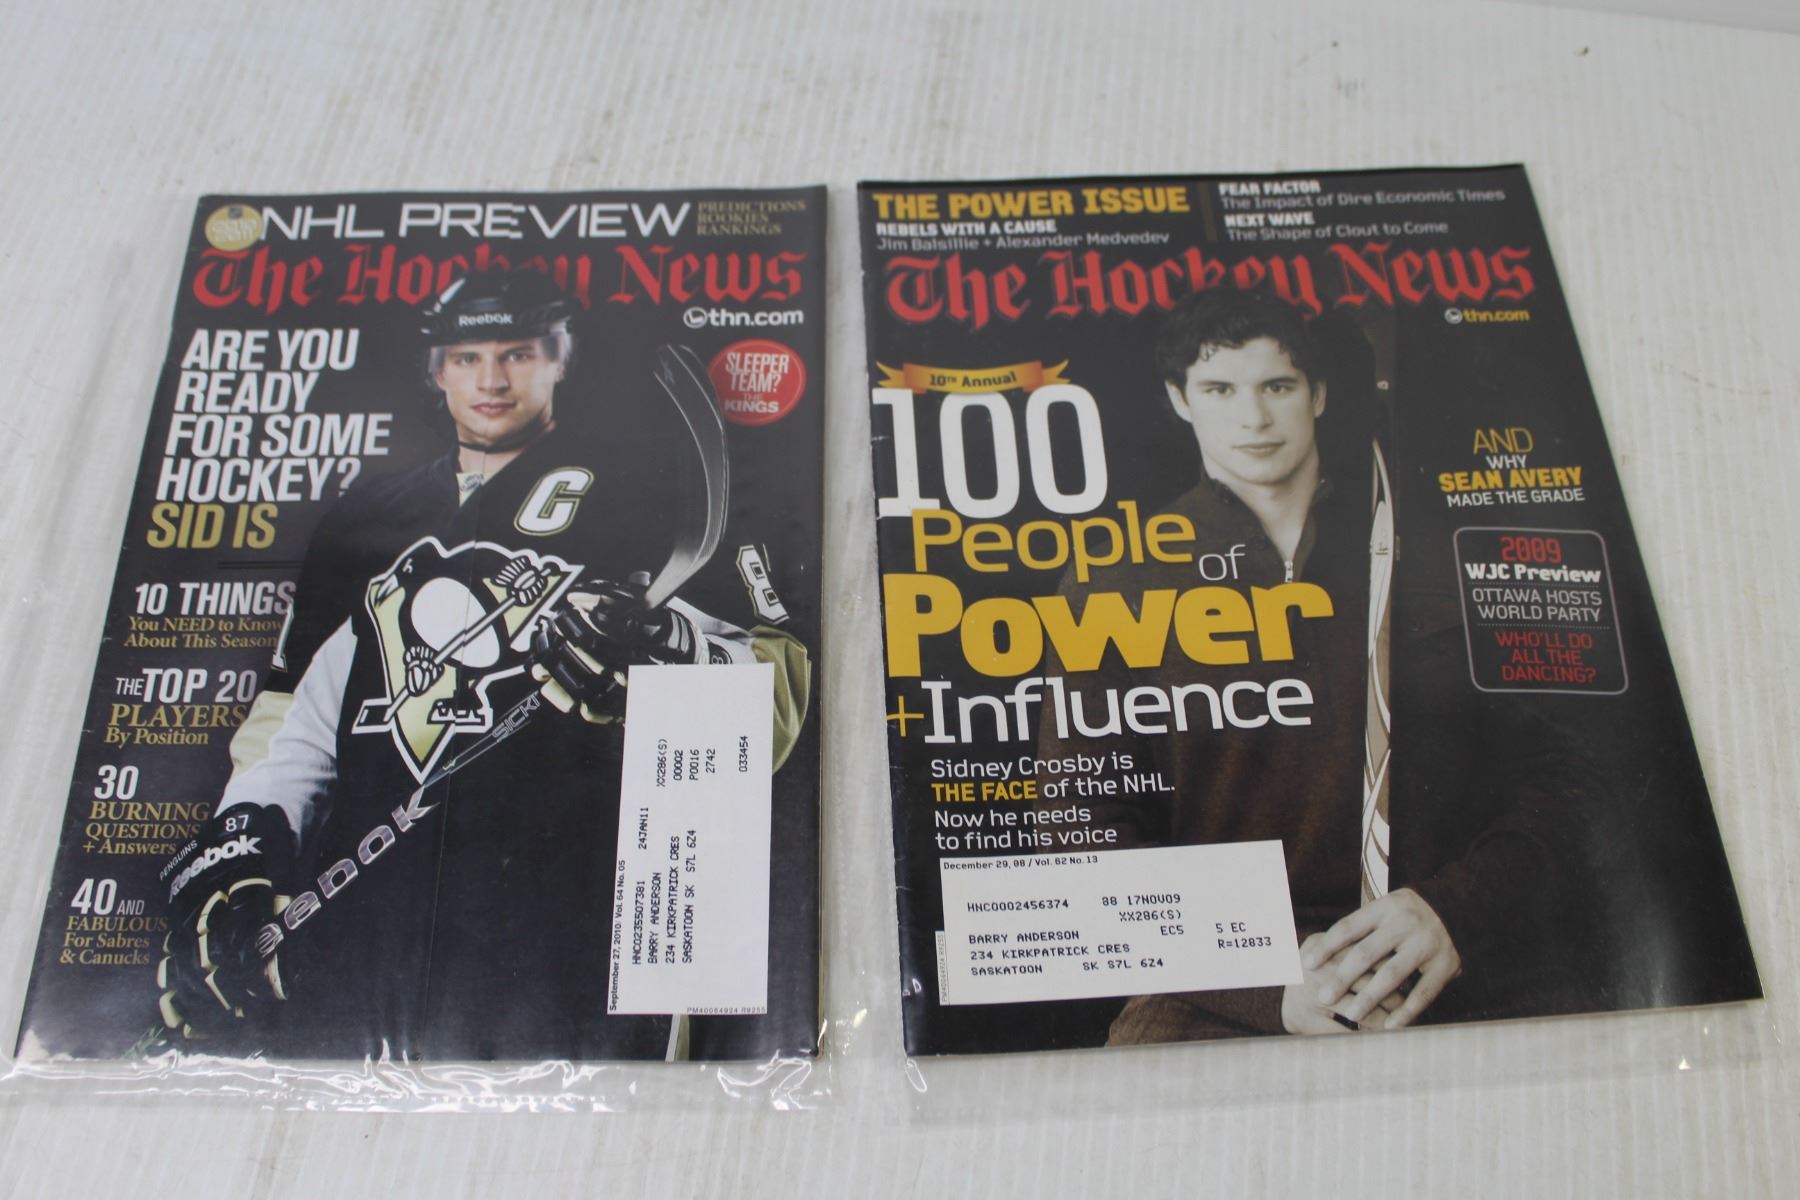 2010
2011
NHL PREVIEW
PREDICTIONS
ROOKIES
RANKINGS
The Hockey News
thn.com
Reebok
ARE YOU
READY
FOR SOME
HOCKEY?
SID IS
SLEEPER
TEAM?
THE
KINGS
C
10 THINGS
You NEED to Know
About This Season
THE TOP 20
PLAYERS
By Position
30
BURNING
QUESTIONS
+ Answers
40 AND
FABULOUS
For Sabres
& Canucks
87
PENGUINS
Reebok
SICKI
September 27, 2010/ Vol. 64 No. 05
HNC0235507381 24JAN11 XX286(S)
BARRY ANDERSON 00002
234 KIRKPATRICK CRES P0016
SASKATOON SK S7L 6Z4 2742
033454
PM40064924 R9255
THE POWER ISSUE
REBELS WITH A CAUSE
Jim Balsillie + Alexander Medvedev
FEAR FACTOR
The Impact of Dire Economic Times
NEXT WAVE
The Shape of Clout to Come
The Hockey News
thn.com
10TH Annual
100
People of
Power
+Influence
Sidney Crosby is
THE FACE of the NHL.
Now he needs
to find his voice
AND
WHY
SEAN AVERY
MADE THE GRADE
2009
WJC Preview
OTTAWA HOSTS
WORLD PARTY
WHO'LL DO
ALL THE
DANCING?
December 29, 08 / Vol. 62 No. 13
HNC0002456374 88 17NOV09
XX286(S)
BARRY ANDERSON EC5 5 EC
234 KIRKPATRICK CRES R=12833
SASKATOON SK S7L 6Z4
PM40064924 R9255